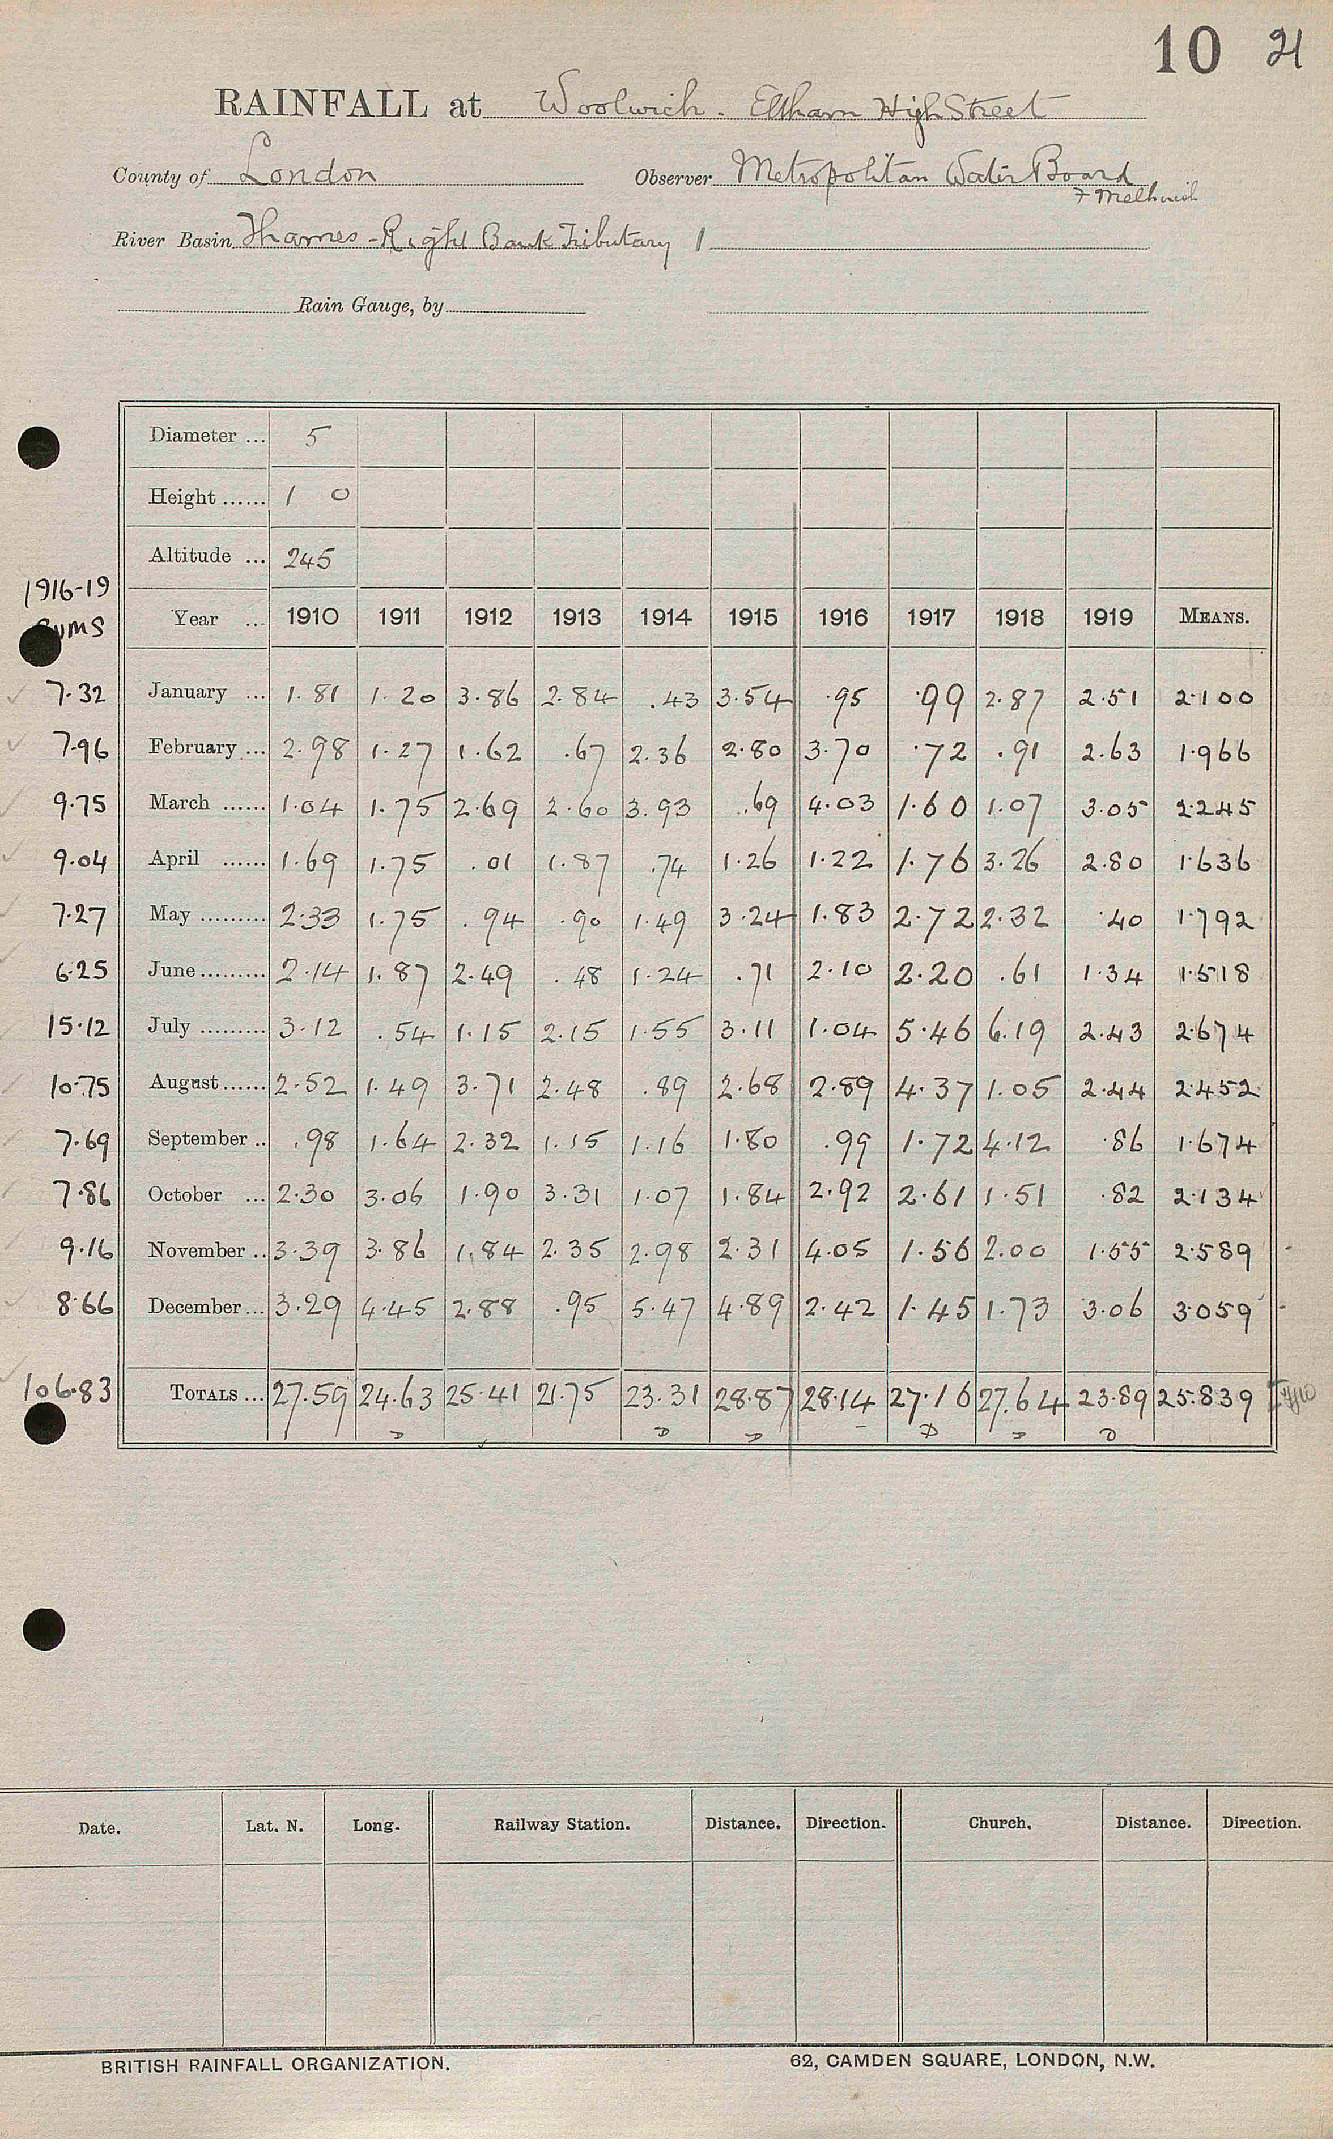 10 21
RAINFALL at Woolwich. Eltham High Street
County of London Observer Metropolitan Water Board
River Basin Thames - Right Bank Tributary 1
Rain Gauge, by
Diameter ... 5
Height ...... 1 0
Altitude ... 245
1916-19
Sums
Year ... 1910 1911 1912 1913 1914 1915 1916 1917 1918 1919 MEANS.
7.32 January ... 1.81 1.20 3.86 2.84 .43 3.54 .95 .99 2.87 2.51 2.100
7.96 February ... 2.98 1.27 1.62 .67 2.36 2.80 3.70 .72 .91 2.63 1.966
9.75 March ...... 1.04 1.75 2.69 2.60 3.93 .69 4.03 1.60 1.07 3.05 2.245
9.04 April ...... 1.69 1.75 .01 1.87 .74 1.26 1.22 1.76 3.26 2.80 1.636
7.27 May ......... 2.33 1.75 .94 .90 1.49 3.24 1.83 2.72 2.32 .40 1.792
6.25 June ......... 2.14 1.87 2.49 .48 1.24 .71 2.10 2.20 .61 1.34 1.518
15.12 July ......... 3.12 .54 1.15 2.15 1.55 3.11 1.04 5.46 6.19 2.43 2.674
10.75 August ...... 2.52 1.49 3.71 2.48 .89 2.68 2.89 4.37 1.05 2.44 2.452
7.69 September .. .98 1.64 2.32 1.15 1.16 1.80 .99 1.72 4.12 .86 1.674
7.86 October ... 2.30 3.06 1.90 3.31 1.07 1.84 2.92 2.61 1.51 .82 2.134
9.16 November .. 3.39 3.86 1.84 2.35 2.98 2.31 4.05 1.56 2.00 1.55 2.589
8.66 December ... 3.29 4.45 2.88 .95 5.47 4.89 2.42 1.45 1.73 3.06 3.059
106.83 TOTALS ... 27.59 24.63 25.41 21.75 23.31 28.87 28.14 27.16 27.64 23.89 25.839
D D D D D D
Date. Lat. N. Long. Railway Station. Distance. Direction. Church. Distance. Direction.
BRITISH RAINFALL ORGANIZATION. 62, CAMDEN SQUARE, LONDON, N.W.